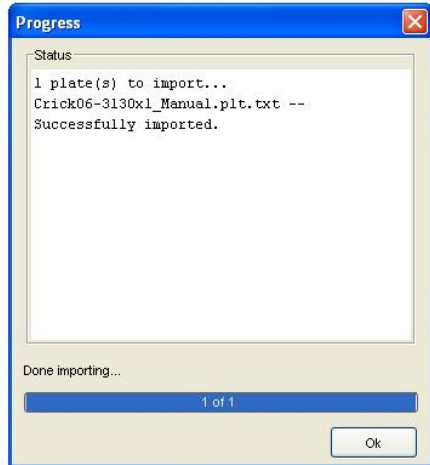 Progress
Status
1 plate(s) to import...
Crick06-3130xl_Manual.plt.txt --
Successfully imported.
Done importing...
1 of 1
Ok